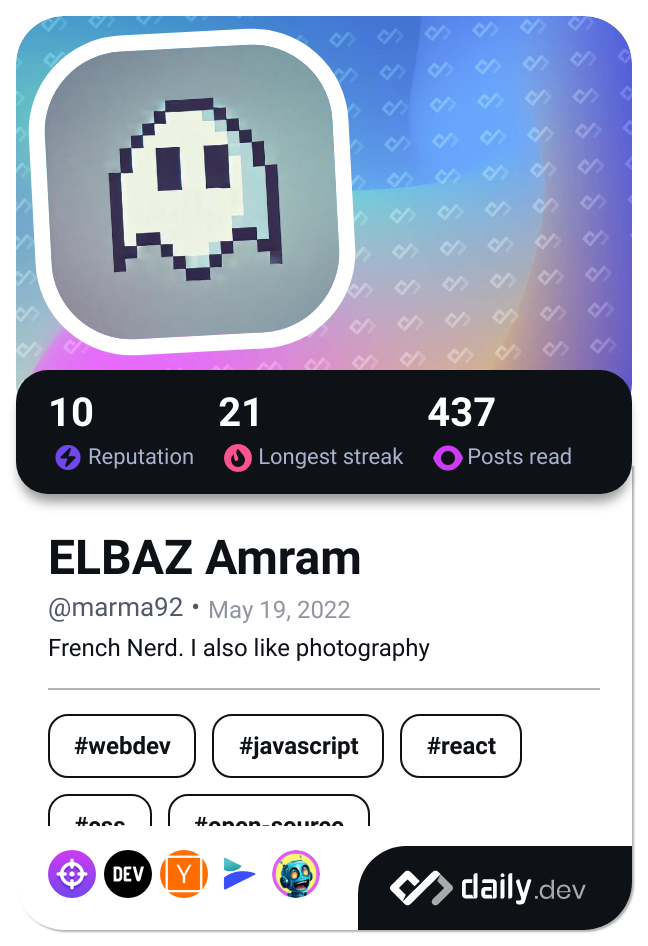 10 21 437
Reputation Longest streak Posts read
ELBAZ Amram
@marma92 • May 19, 2022
French Nerd. I also like photography
#webdev #javascript #react
#css #open-source
DEV Y daily.dev